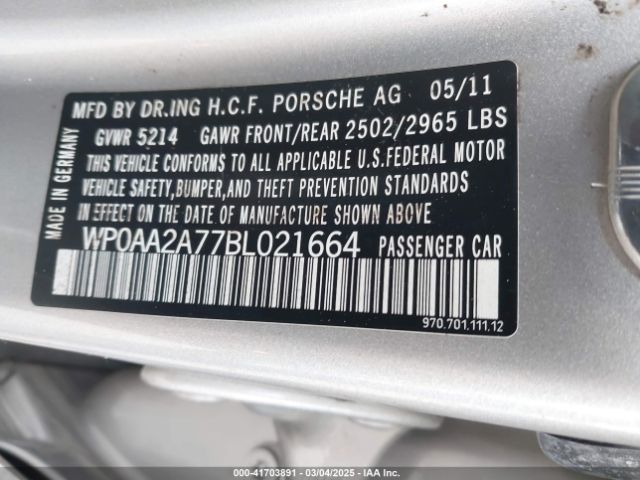 MFD BY DR.ING H.C.F. PORSCHE AG 05/11
GVWR 5214 GAWR FRONT/REAR 2502/2965 LBS
THIS VEHICLE CONFORMS TO ALL APPLICABLE U.S.FEDERAL MOTOR
VEHICLE SAFETY,BUMPER,AND THEFT PREVENTION STANDARDS
IN EFFECT ON THE DATE OF MANUFACTURE SHOWN ABOVE
WP0AA2A77BL021664 PASSENGER CAR
MADE IN GERMANY
970.701.111.12
000-41703891 - 03/04/2025 - IAA Inc.